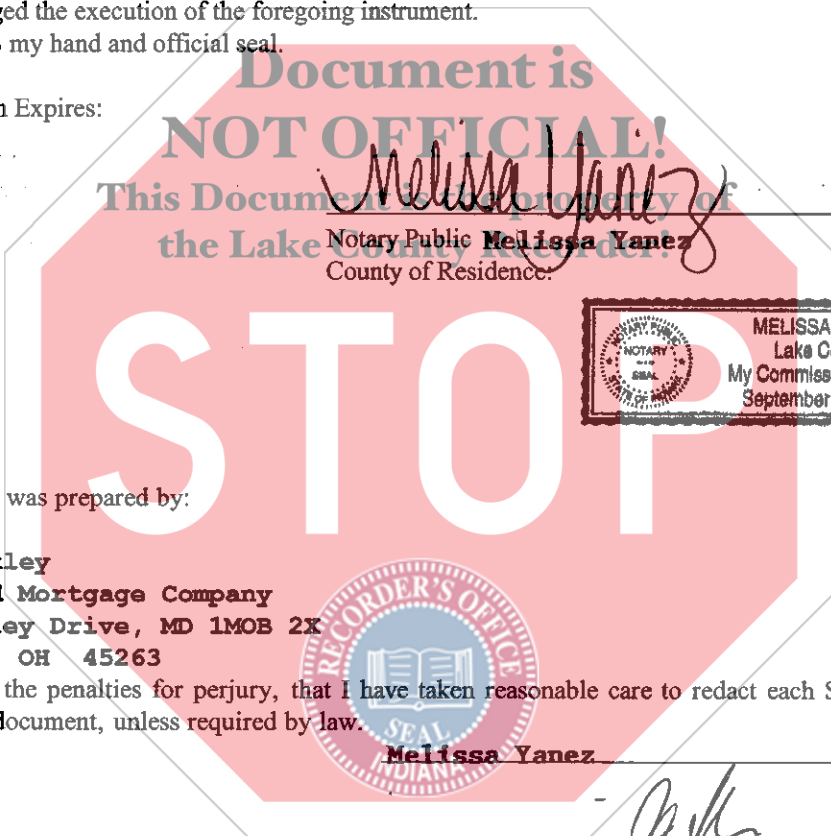 ged the execution of the foregoing instrument.
my hand and official seal.
Document is
Expires:
NOT OFFICIAL!
Melissa Yanez
This Document is the property of
the Lake County Recorder!
Notary Public Melissa Yanez
County of Residence:
STOP
NOTARY PUBLIC
NOTARY
SEAL
STATE OF INDIANA
MELISSA
Lake C
My Commiss
September
was prepared by:
kley
Mortgage Company
ey Drive, MD 1MOB 2X
OH 45263
the penalties for perjury, that I have taken reasonable care to redact each S
document, unless required by law.
RECORDER'S OFFICE
SEAL
INDIANA
Melissa Yanez